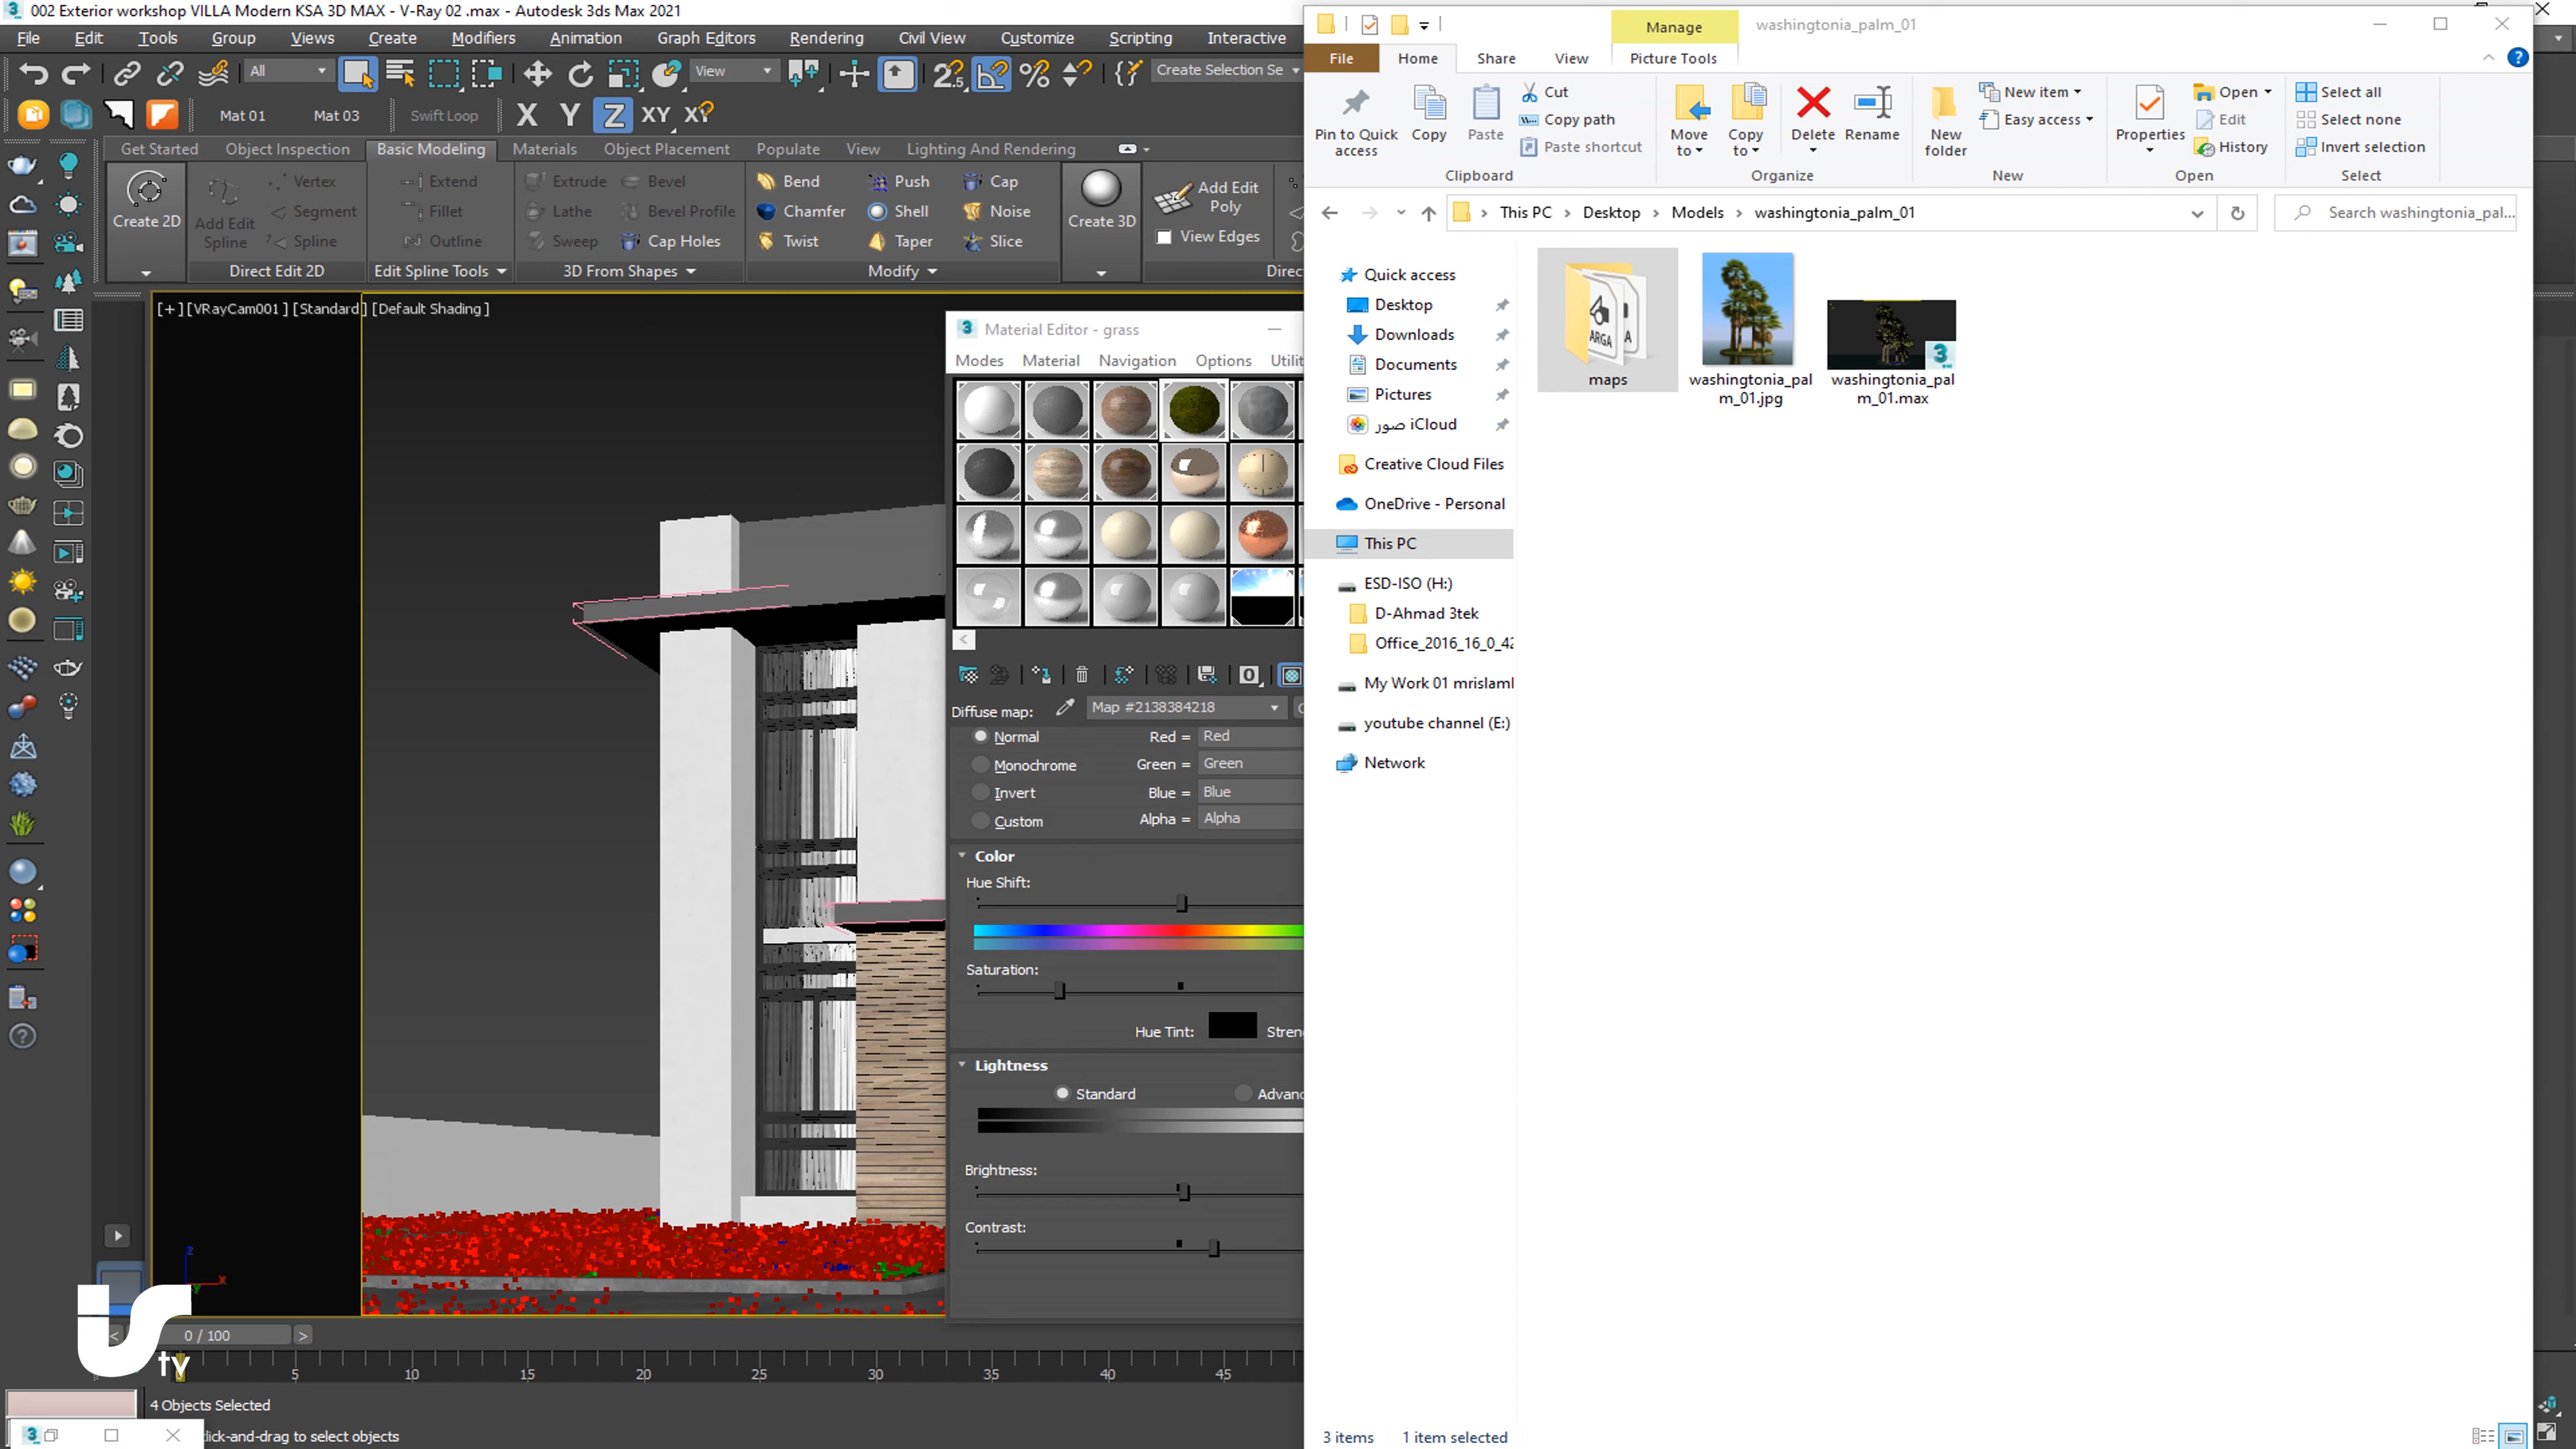 002 Exterior workshop VILLA Modern KSA 3D MAX - V-Ray 02 .max - Autodesk 3ds Max 2021
File Edit Tools Group Views Create Modifiers Animation Graph Editors Rendering Civil View Customize Scripting Interactive
All View Create Selection Se
Mat 01 Mat 03 Swift Loop X Y Z XY X
Get Started Object Inspection Basic Modeling Materials Object Placement Populate View Lighting And Rendering
Create 2D
Add Edit Spline
Vertex
Segment
Spline
Direct Edit 2D
Extend
Fillet
Outline
Edit Spline Tools
Extrude Bevel
Lathe Bevel Profile
Sweep Cap Holes
3D From Shapes
Bend Push Cap
Chamfer Shell Noise
Twist Taper Slice
Modify
Create 3D
Add Edit Poly
View Edges
Direc
[+] [VRayCam001] [Standard] [Default Shading]
Material Editor - grass
Modes Material Navigation Options Utilit
Diffuse map: Map #2138384218
Normal Red = Red
Monochrome Green = Green
Invert Blue = Blue
Custom Alpha = Alpha
Color
Hue Shift:
Saturation:
Hue Tint: Stren
Lightness
Standard Advan
Brightness:
Contrast:
z
x
y
tv
< 0 / 100 >
5 10 15 20 25 30 35 40 45
4 Objects Selected
lick-and-drag to select objects
Manage washingtonia_palm_01
File Home Share View Picture Tools
Pin to Quick access
Copy
Paste
Cut
Copy path
Paste shortcut
Clipboard
Move to
Copy to
Delete
Rename
Organize
New folder
New item
Easy access
New
Properties
Open
Edit
History
Open
Select all
Select none
Invert selection
Select
This PC > Desktop > Models > washingtonia_palm_01
Search washingtonia_pal...
Quick access
Desktop
Downloads
Documents
Pictures
صور iCloud
Creative Cloud Files
OneDrive - Personal
This PC
ESD-ISO (H:)
D-Ahmad 3tek
Office_2016_16_0_42
My Work 01 mrislaml
youtube channel (E:)
Network
ARGA A
maps
washingtonia_pal
m_01.jpg
washingtonia_pal
m_01.max
3 items 1 item selected